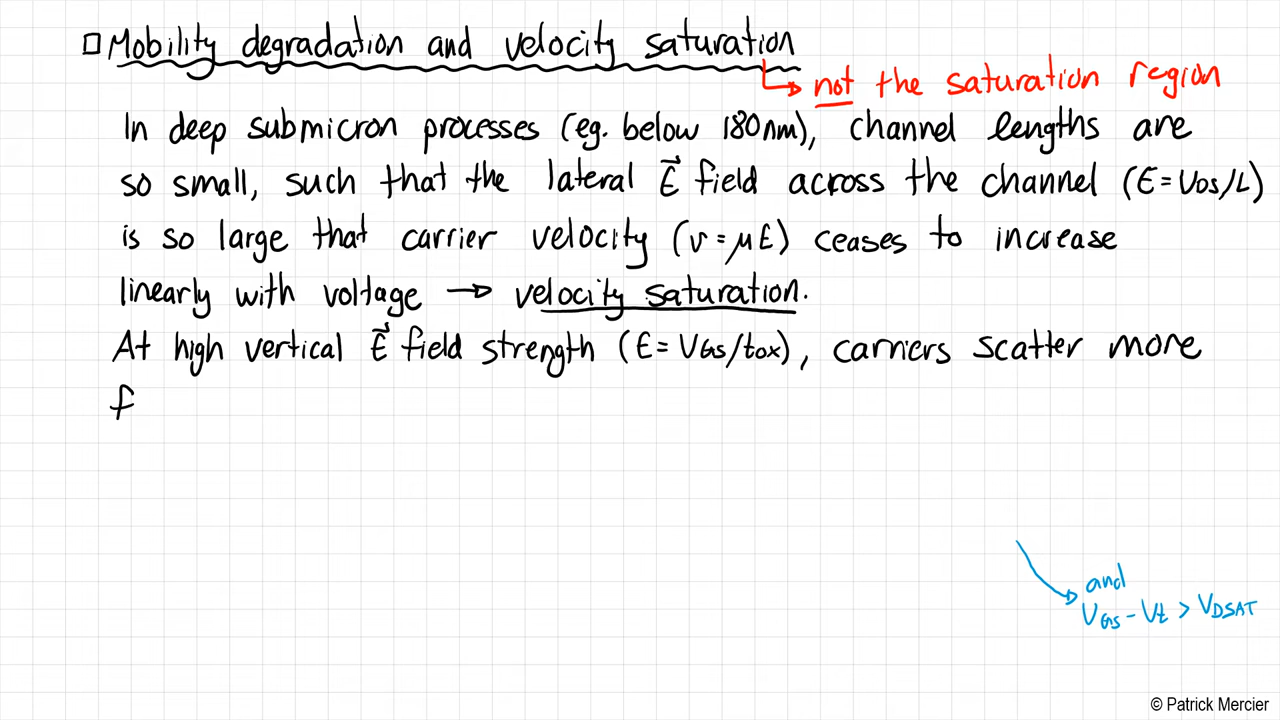 Mobility degradation and velocity saturation
not the saturation region
In deep submicron processes (eg. below 180nm), channel lengths are
so small, such that the lateral E⃗ field across the channel (E = VDS/L)
is so large that carrier velocity (v = μE) ceases to increase
linearly with voltage → velocity saturation.
At high vertical E⃗ field strength (E = VGS/tox), carriers scatter more
f
and
VGS - Vt > VDSAT
© Patrick Mercier